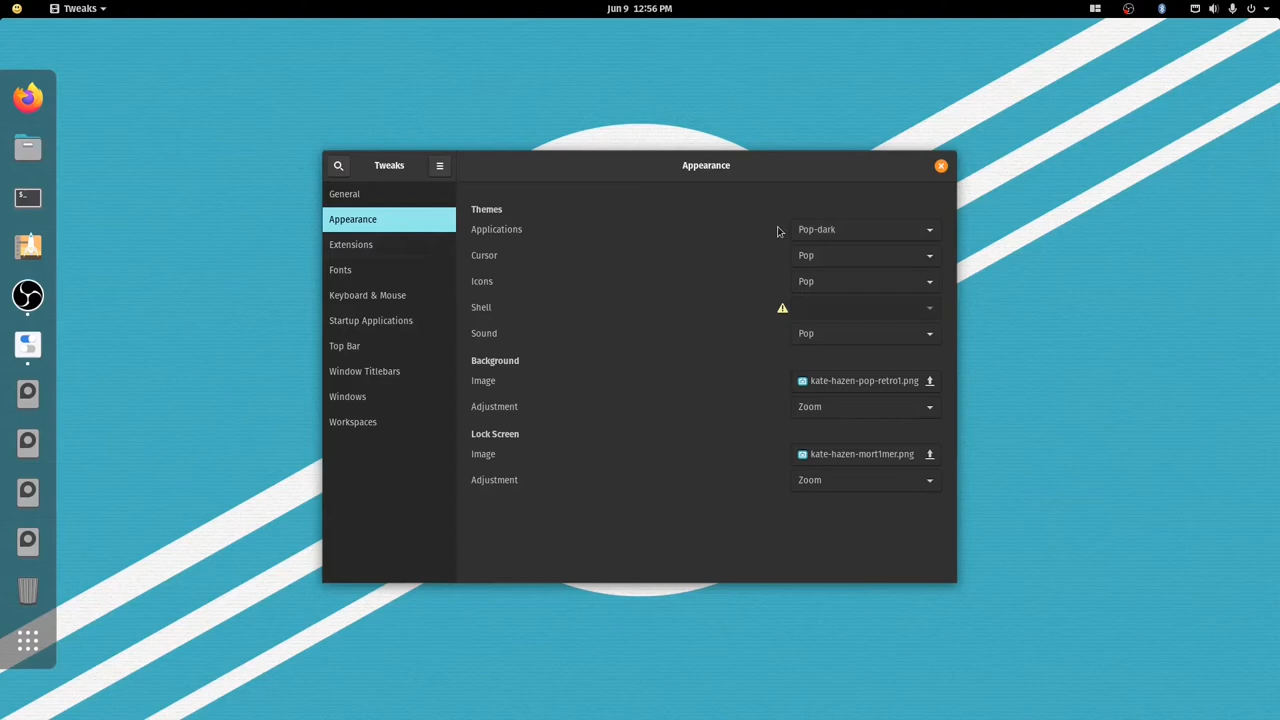 Tweaks
Jun 9 12:56 PM
Tweaks
Appearance
General
Appearance
Extensions
Fonts
Keyboard & Mouse
Startup Applications
Top Bar
Window Titlebars
Windows
Workspaces
Themes
Applications Pop-dark
Cursor Pop
Icons Pop
Shell
Sound Pop
Background
Image kate-hazen-pop-retro1.png
Adjustment Zoom
Lock Screen
Image kate-hazen-mort1mer.png
Adjustment Zoom